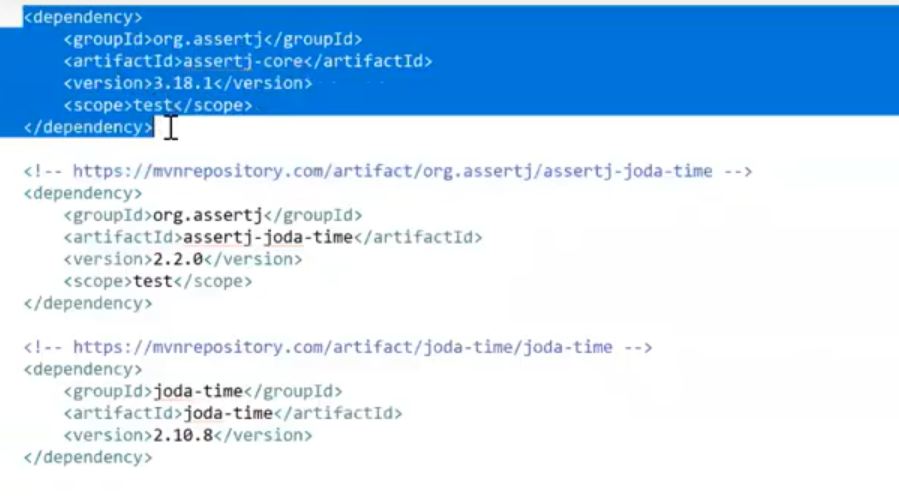 <dependency>
    <groupId>org.assertj</groupId>
    <artifactId>assertj-core</artifactId>
    <version>3.18.1</version>
    <scope>test</scope>
</dependency>
<!-- https://mvnrepository.com/artifact/org.assertj/assertj-joda-time -->
<dependency>
    <groupId>org.assertj</groupId>
    <artifactId>assertj-joda-time</artifactId>
    <version>2.2.0</version>
    <scope>test</scope>
</dependency>
<!-- https://mvnrepository.com/artifact/joda-time/joda-time -->
<dependency>
    <groupId>joda-time</groupId>
    <artifactId>joda-time</artifactId>
    <version>2.10.8</version>
</dependency>